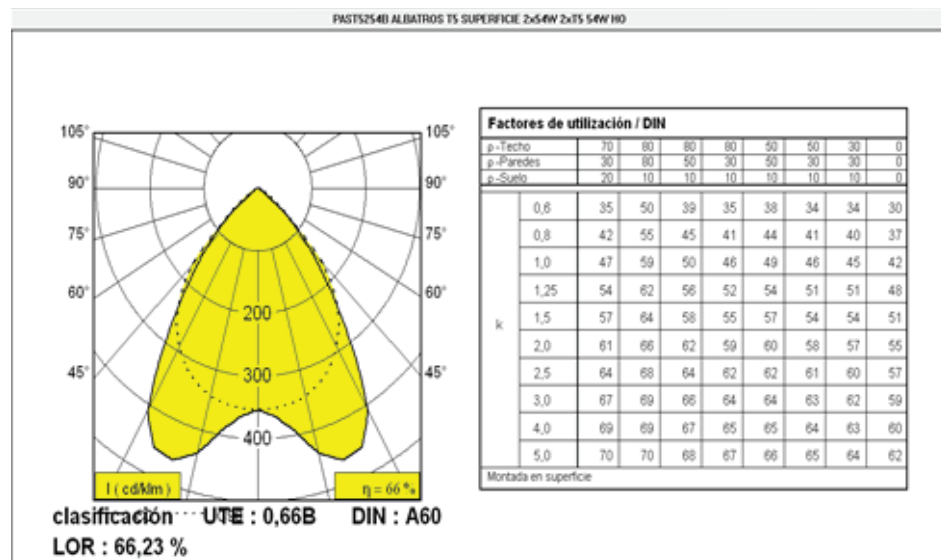 PAST5254B ALBATROS T5 SUPERFICIE 2x54W 2xT5 54W HO
105° 105°
90° 90°
75° 75°
60° 60°
45° 45°
200
300
400
I ( cd/klm ) η = 66 %
clasificación UTE : 0,66B DIN : A60
LOR : 66,23 %
Factores de utilización / DIN
ρ -Techo 70 80 80 80 50 50 30 0
ρ -Paredes 30 80 50 30 50 30 30 0
ρ -Suelo 20 10 10 10 10 10 10 0
k
0,6 35 50 39 35 38 34 34 30
0,8 42 55 45 41 44 41 40 37
1,0 47 59 50 46 49 46 45 42
1,25 54 62 56 52 54 51 51 48
1,5 57 64 58 55 57 54 54 51
2,0 61 66 62 59 60 58 57 55
2,5 64 68 64 62 62 61 60 57
3,0 67 69 66 64 64 63 62 59
4,0 69 69 67 65 65 64 63 60
5,0 70 70 68 67 66 65 64 62
Montada en superficie